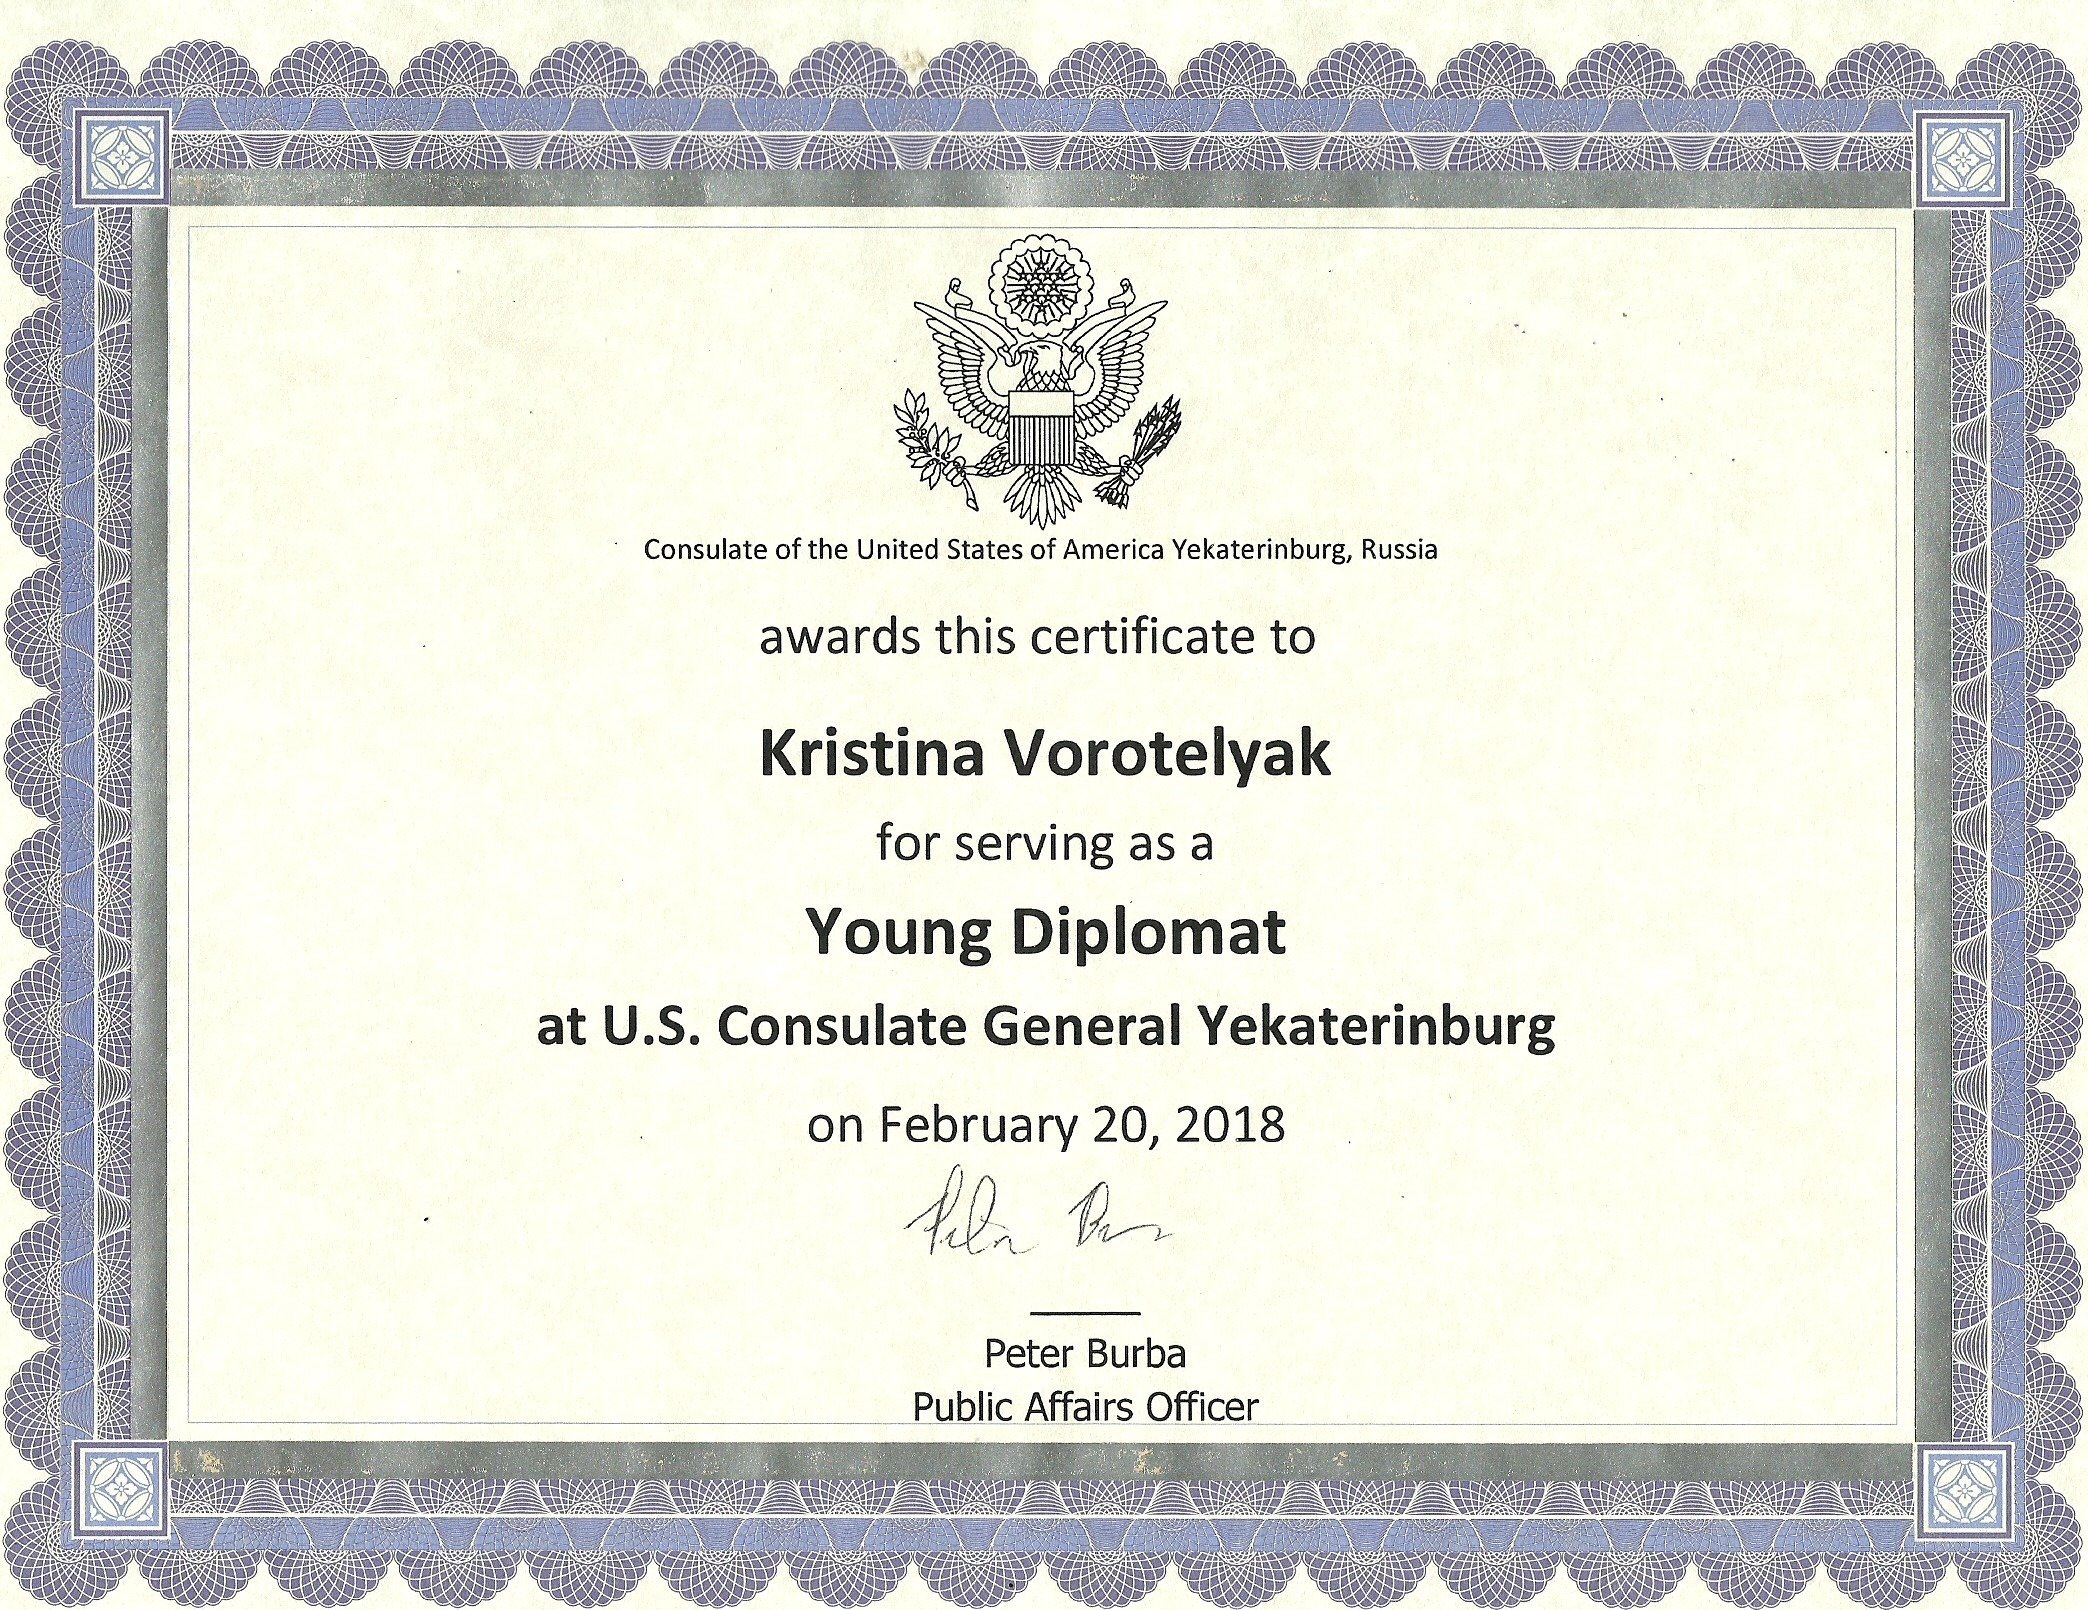 Consulate of the United States of America Yekaterinburg, Russia
awards this certificate to
Kristina Vorotelyak
for serving as a
Young Diplomat
at U.S. Consulate General Yekaterinburg
on February 20, 2018
Peter Burba
Public Affairs Officer